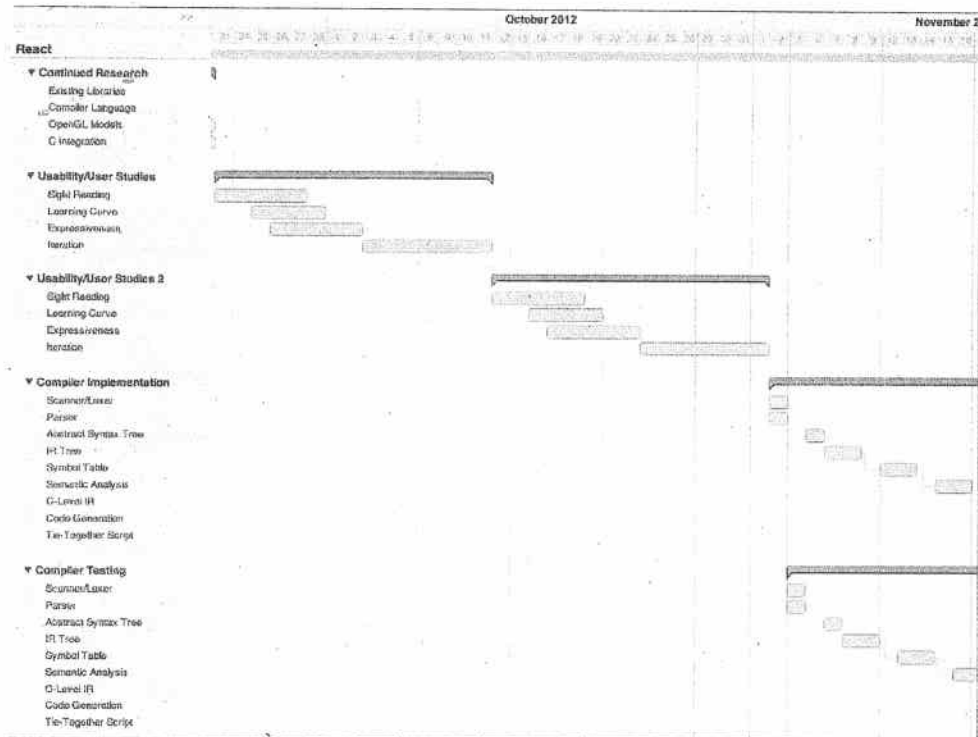 >>
October 2012
November 2
React
▼ Continued Research
Existing Libraries
Compiler Language
OpenGL Models
C Integration
▼ Usability/User Studies
Sight Reading
Learning Curve
Expressiveness
Iteration
▼ Usability/User Studies 2
Sight Reading
Learning Curve
Expressiveness
Iteration
▼ Compiler Implementation
Scanner/Lexer
Parser
Abstract Syntax Tree
IR Tree
Symbol Table
Semantic Analysis
C-Level IR
Code Generation
Tie-Together Script
▼ Compiler Testing
Scanner/Lexer
Parser
Abstract Syntax Tree
IR Tree
Symbol Table
Semantic Analysis
C-Level IR
Code Generation
Tie-Together Script